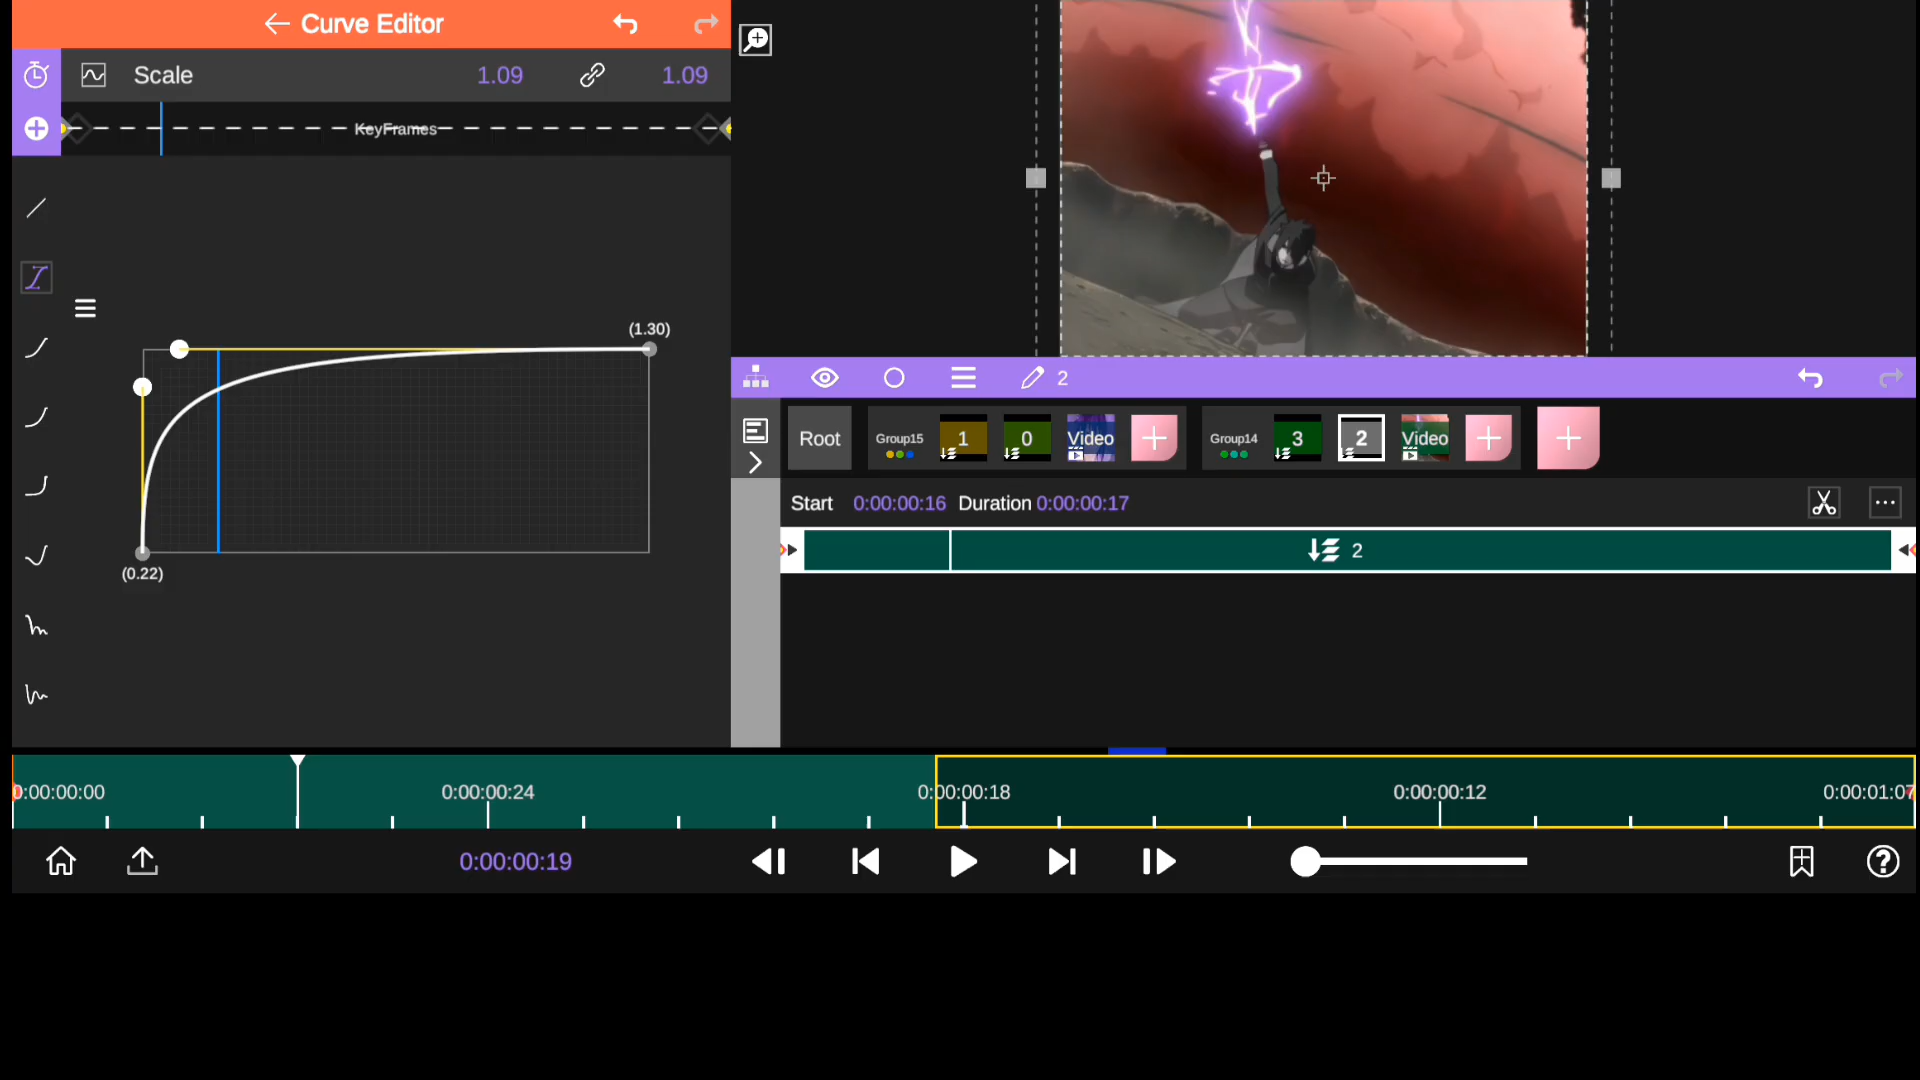 Curve Editor
Scale 1.09 1.09
KeyFrames
(1.30)
(0.22)
2
Root Group15 1 0 Video Group14 3 2 Video
Start 0:00:00:16 Duration 0:00:00:17
2
0:00:00:00 0:00:00:24 0:00:00:18 0:00:00:12 0:00:01:07
0:00:00:19